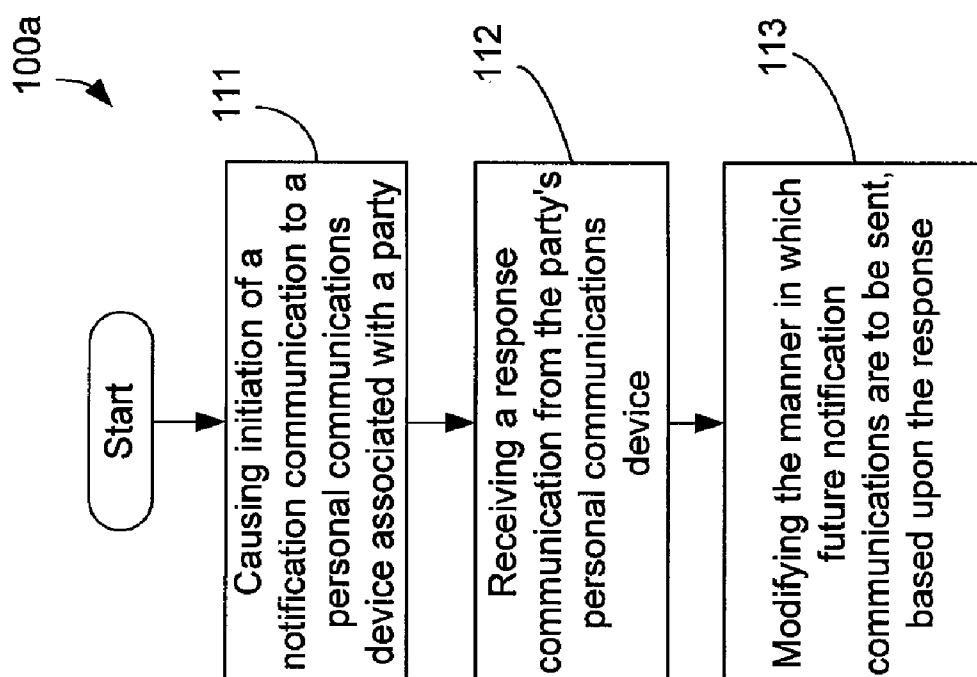 100a
Start
111
Causing initiation of a
notification communication to a
personal communications
device associated with a party
112
Receiving a response
communication from the party's
personal communications
device
113
Modifying the manner in which
future notification
communications are to be sent,
based upon the response